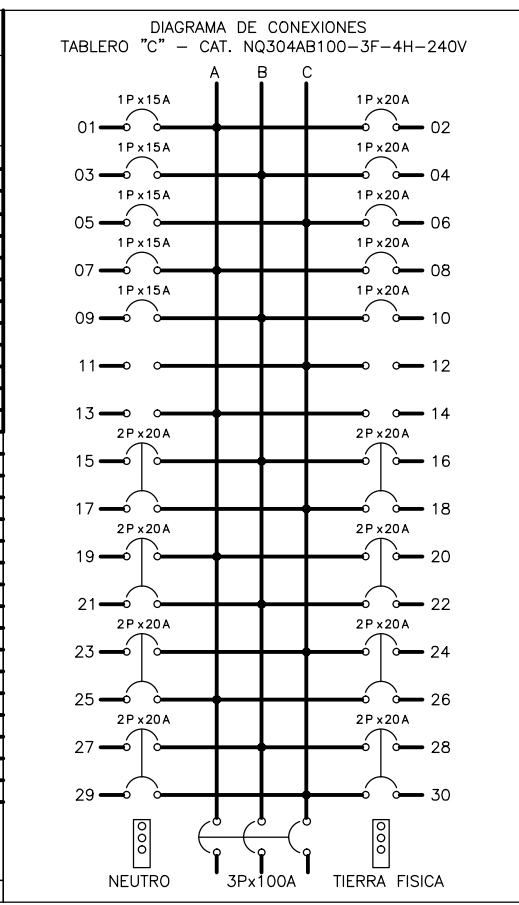 DIAGRAMA DE CONEXIONES
TABLERO "C" – CAT. NQ304AB100–3F–4H–240V
A B C
1Px15A 1Px20A
01 02
1Px15A 1Px20A
03 04
1Px15A 1Px20A
05 06
1Px15A 1Px20A
07 08
1Px15A 1Px20A
09 10
11 12
13 14
2Px20A 2Px20A
15 16
17 18
2Px20A 2Px20A
19 20
21 22
2Px20A 2Px20A
23 24
25 26
2Px20A 2Px20A
27 28
29 30
NEUTRO 3Px100A TIERRA FISICA